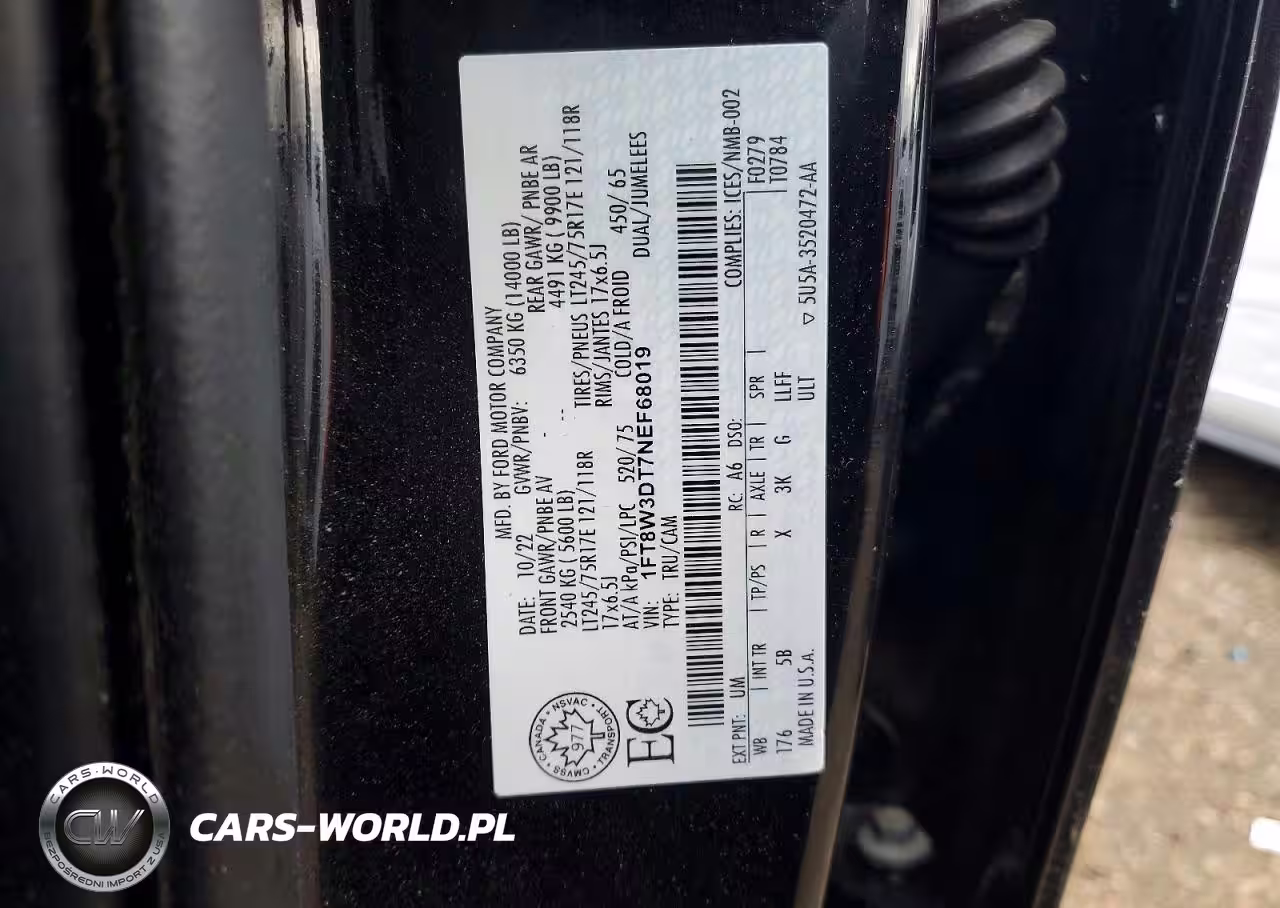 MFD. BY FORD MOTOR COMPANY
DATE: 10/22 GVWR/PNBV: 6350 KG (14000 LB)
FRONT GAWR/PNBE AV - REAR GAWR/ PNBE AR
2540 KG ( 5600 LB) -- 4491 KG ( 9900 LB)
LT245/75R17E 121/118R TIRES/PNEUS LT245/75R17E 121/118R
17x6.5J RIMS/JANTES 17x6.5J
AT/A kPa/PSI/LPC 520/ 75 COLD/A FROID 450/ 65
VIN: 1FT8W3DT7NEF68019 DUAL/JUMELEES
TYPE: TRU/CAM
CANADA • NSVAC • TRANSPORT • CMVSS •
977
EC
COMPLIES: ICES/NMB-002
EXT PNT: UM RC: A6 DSO: F0279
WB | INT TR | TP/PS | R | AXLE | TR | SPR | T0784
176 5B X 3K G LLFF
MADE IN U.S.A. ULT
▽ 5U5A-3520472-AA
CARS-WORLD
CW
BEZPOŚREDNI IMPORT Z USA
CARS-WORLD.PL